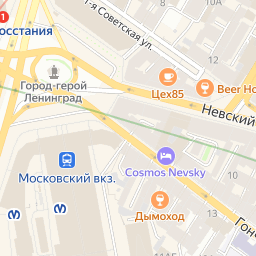 1
осстания
1-я Советская ул.
Город-герой
Ленинград
Цех85
Beer Ho
Невский
Московский вкз.
Cosmos Nevsky
Дымоход
Гонч
10
13